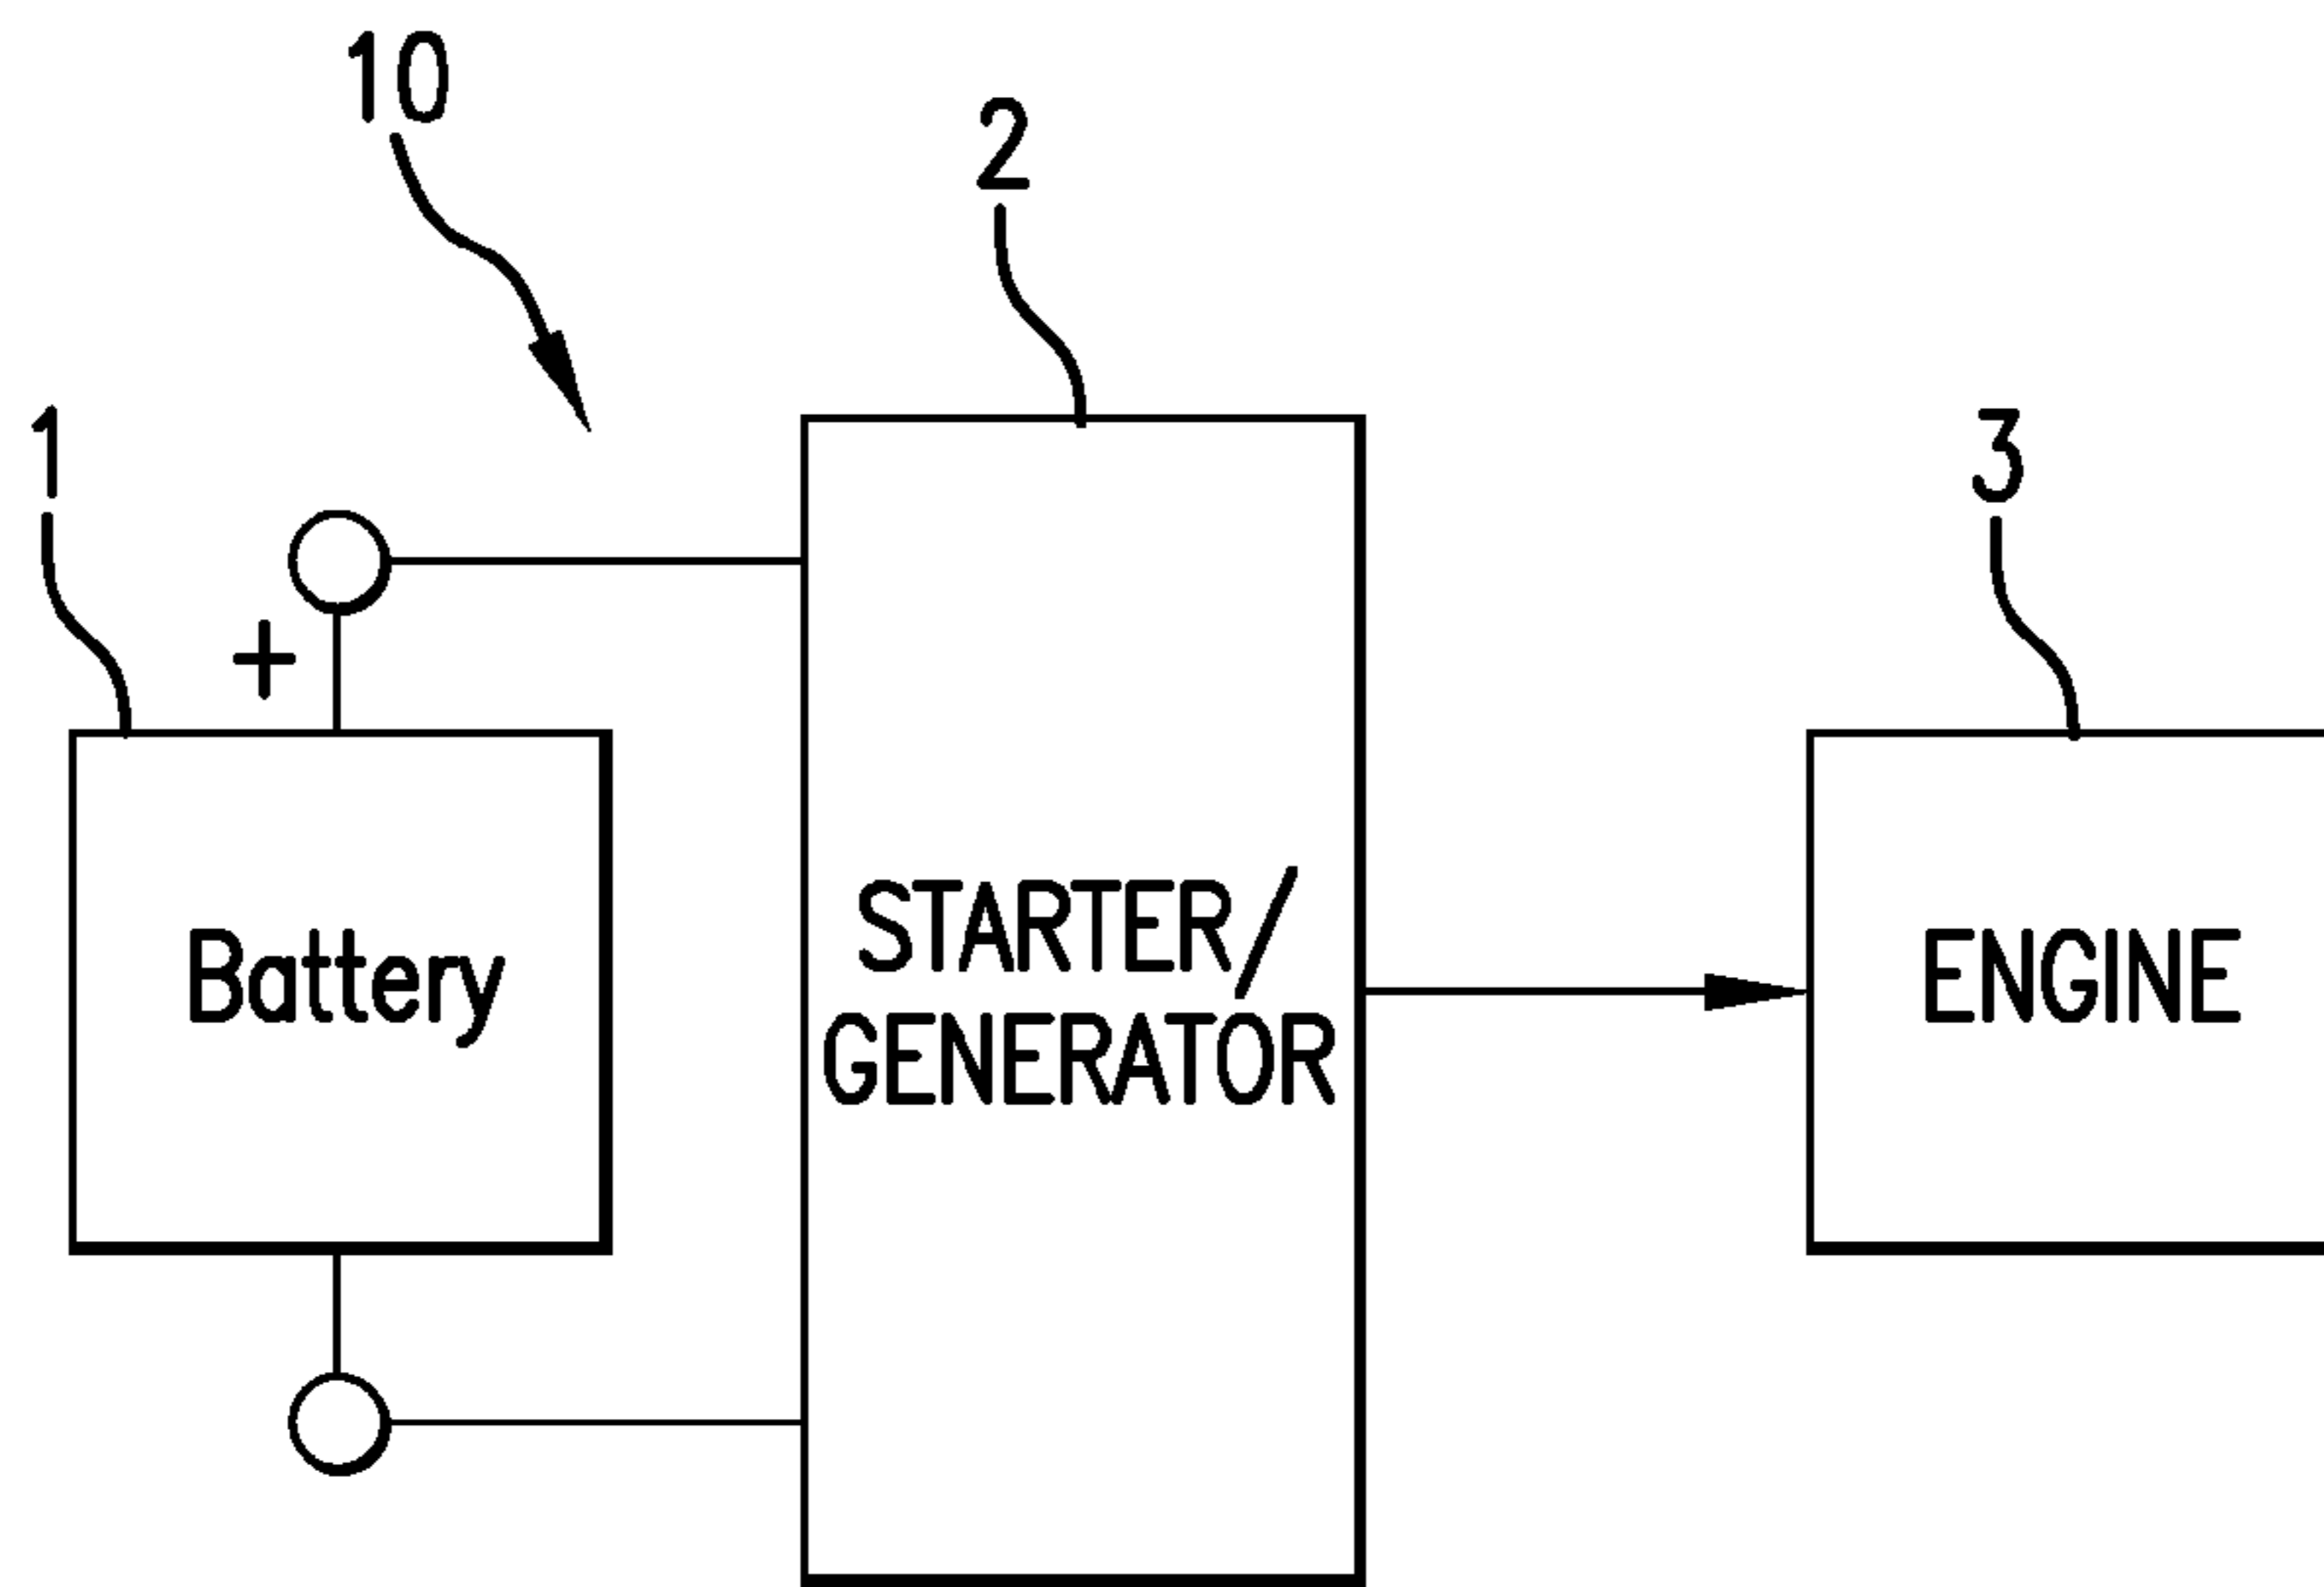 10
2
1
3
+
Battery
STARTER/
GENERATOR
ENGINE